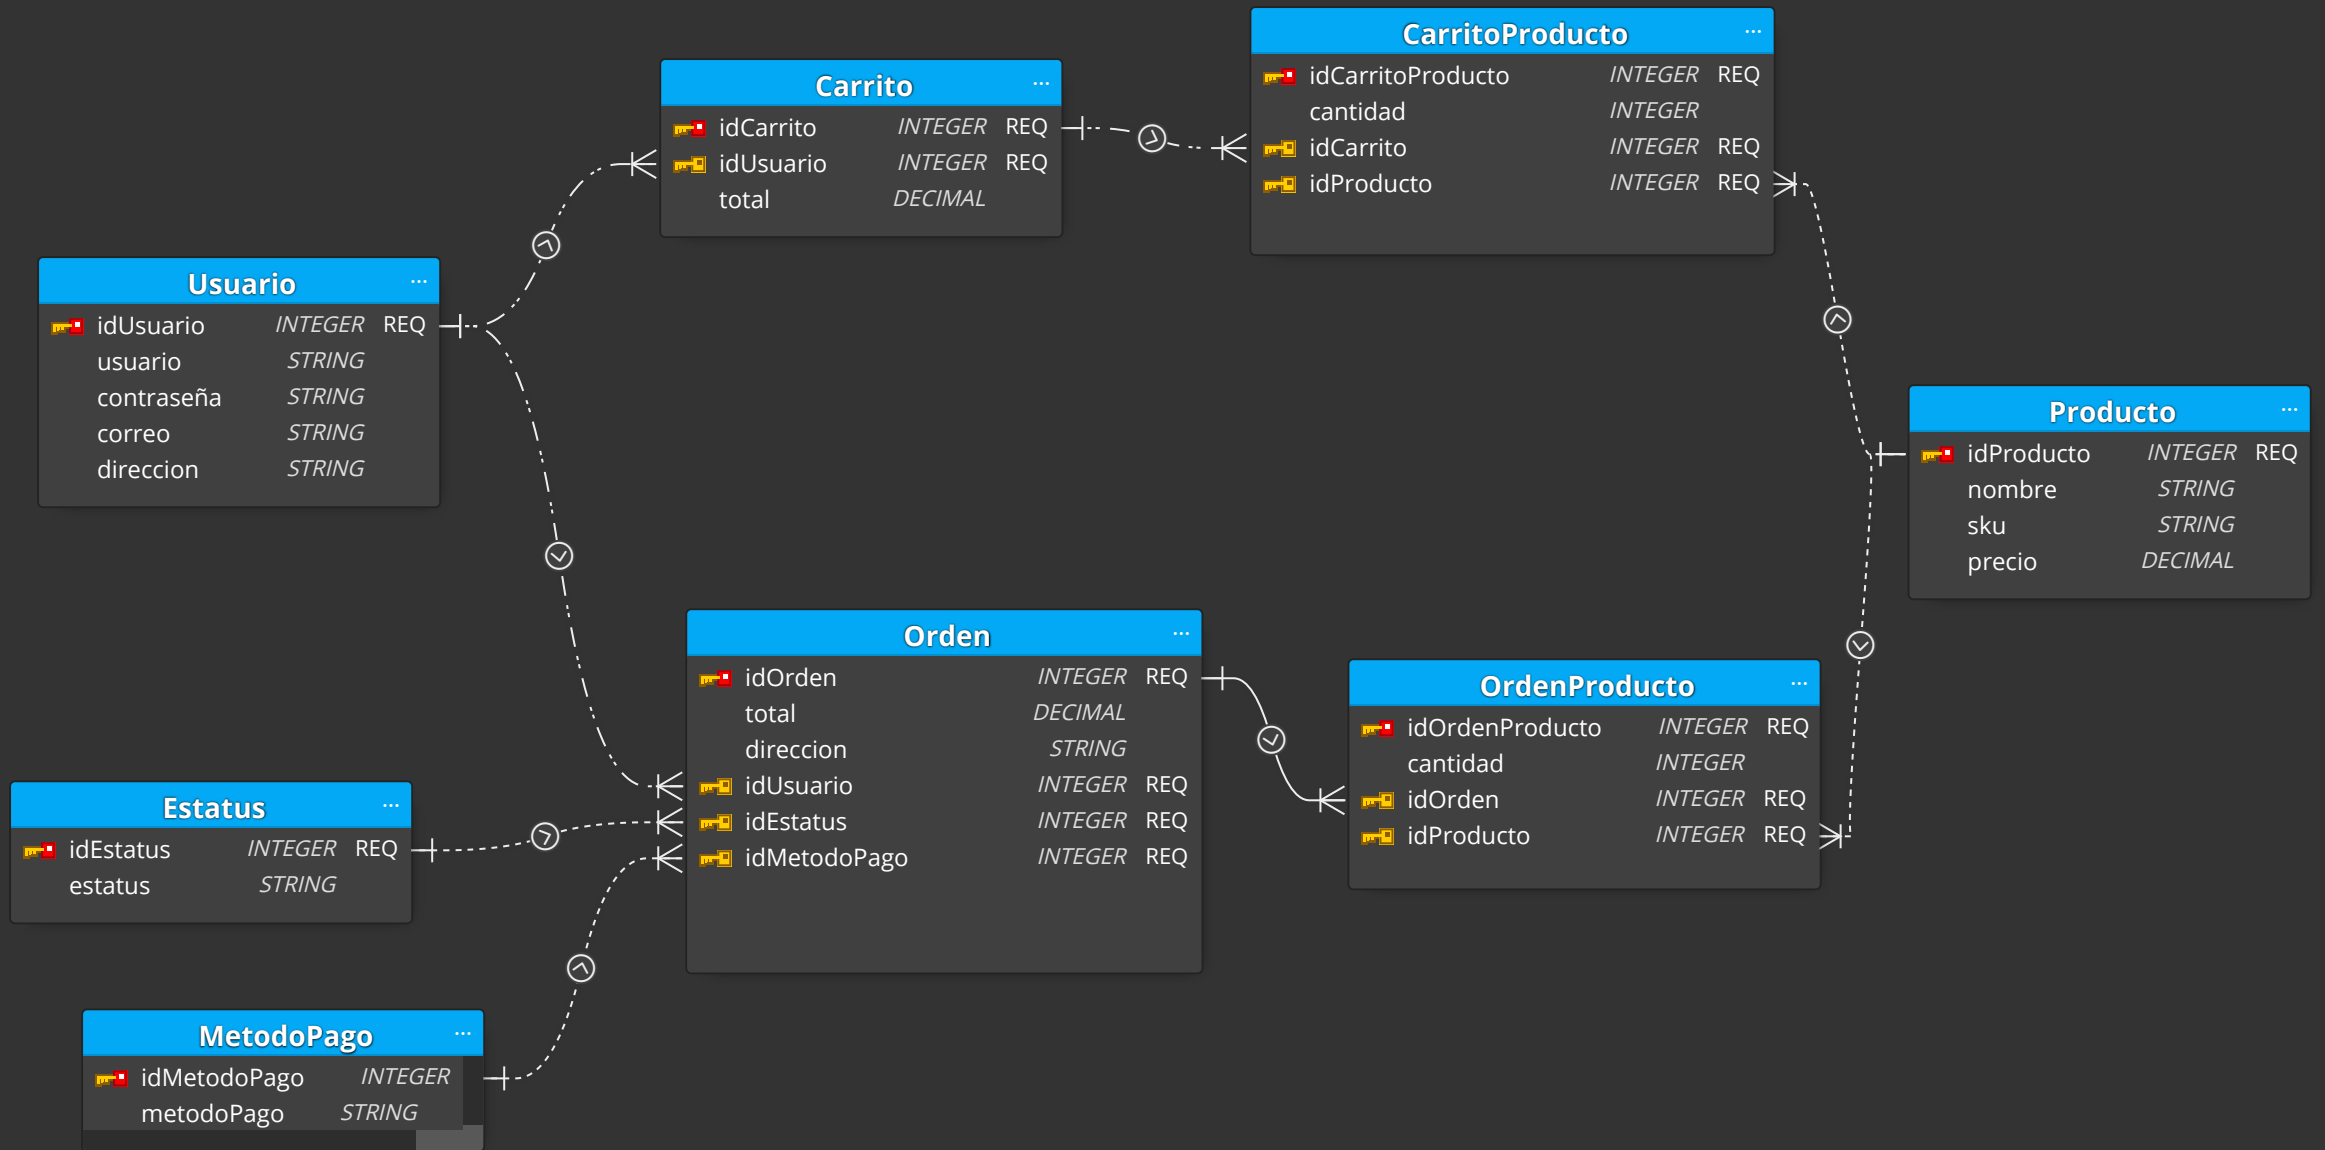 CarritoProducto ...
idCarritoProducto INTEGER REQ
cantidad INTEGER
idCarrito INTEGER REQ
idProducto INTEGER REQ
Carrito ...
idCarrito INTEGER REQ
idUsuario INTEGER REQ
total DECIMAL
Usuario ...
idUsuario INTEGER REQ
usuario STRING
contraseña STRING
correo STRING
direccion STRING
Producto ...
idProducto INTEGER REQ
nombre STRING
sku STRING
precio DECIMAL
Orden ...
idOrden INTEGER REQ
total DECIMAL
direccion STRING
idUsuario INTEGER REQ
idEstatus INTEGER REQ
idMetodoPago INTEGER REQ
OrdenProducto ...
idOrdenProducto INTEGER REQ
cantidad INTEGER
idOrden INTEGER REQ
idProducto INTEGER REQ
Estatus ...
idEstatus INTEGER REQ
estatus STRING
MetodoPago ...
idMetodoPago INTEGER
metodoPago STRING